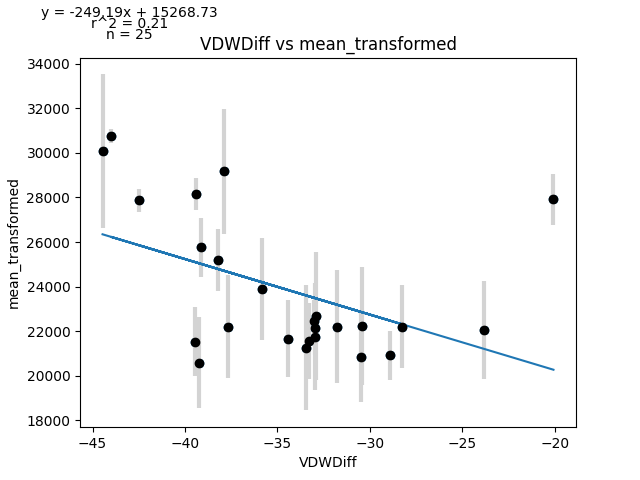 y = -249.19x + 15268.73
r^2 = 0.21
n = 25
VDWDiff vs mean_transformed
34000
32000
30000
28000
26000
24000
22000
20000
18000
mean_transformed
−45 −40 −35 −30 −25 −20
VDWDiff